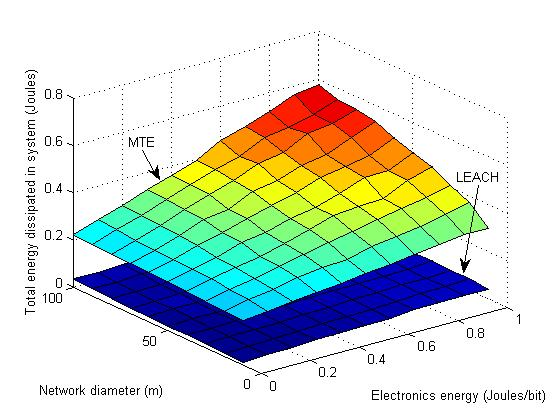 Total energy dissipated in system (Joules)
0.8
0.6
0.4
0.2
0
MTE
LEACH
100
50
0
Network diameter (m)
0
0.2
0.4
0.6
0.8
1
Electronics energy (Joules/bit)